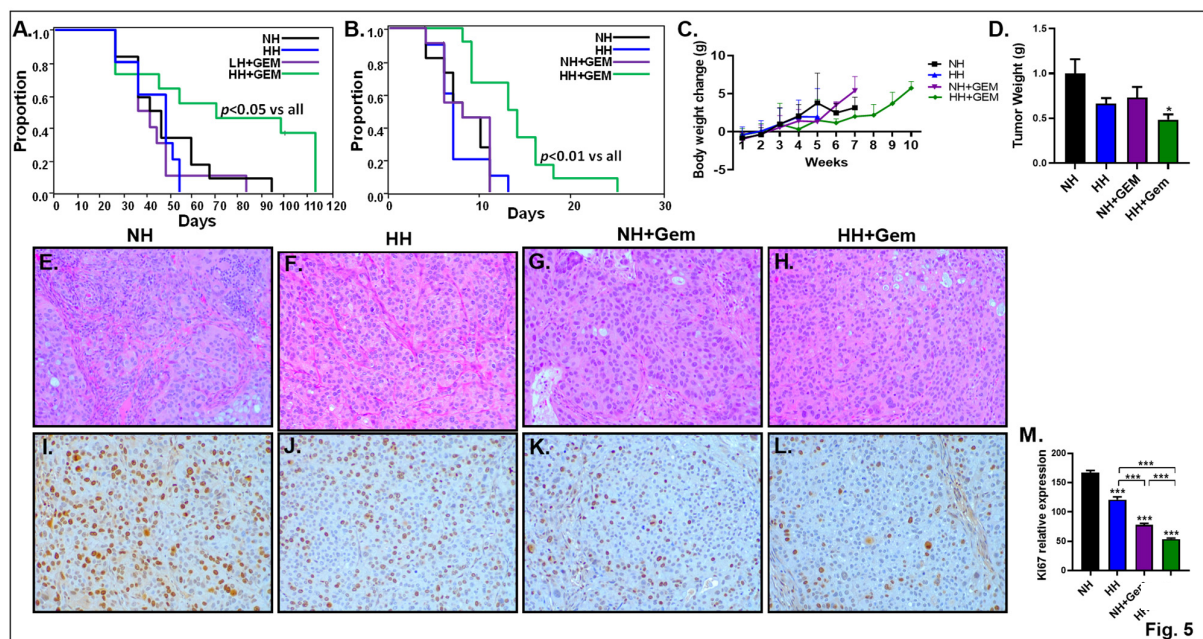 A.
Proportion
1.0
0.8
0.6
0.4
0.2
0.0
NH
HH
LH+GEM
HH+GEM
p<0.05 vs all
0 10 20 30 40 50 60 70 80 90 100 110 120
Days
B.
Proportion
1.0
0.8
0.6
0.4
0.2
0.0
NH
HH
NH+GEM
HH+GEM
p<0.01 vs all
0 10 20 30
Days
C.
Body weight change (g)
10
5
0
-5
NH
HH
NH+GEM
HH+GEM
1 2 3 4 5 6 7 8 9 10
Weeks
D.
Tumor Weight (g)
1.5
1.0
0.5
0.0
*
NH
HH
NH+GEM
HH+Gem
NH
HH
NH+Gem
HH+Gem
E.
F.
G.
H.
I.
J.
K.
L.
M.
Ki67 relative expression
200
150
100
50
0
***
*** ***
***
***
***
NH
HH
Fig. 5